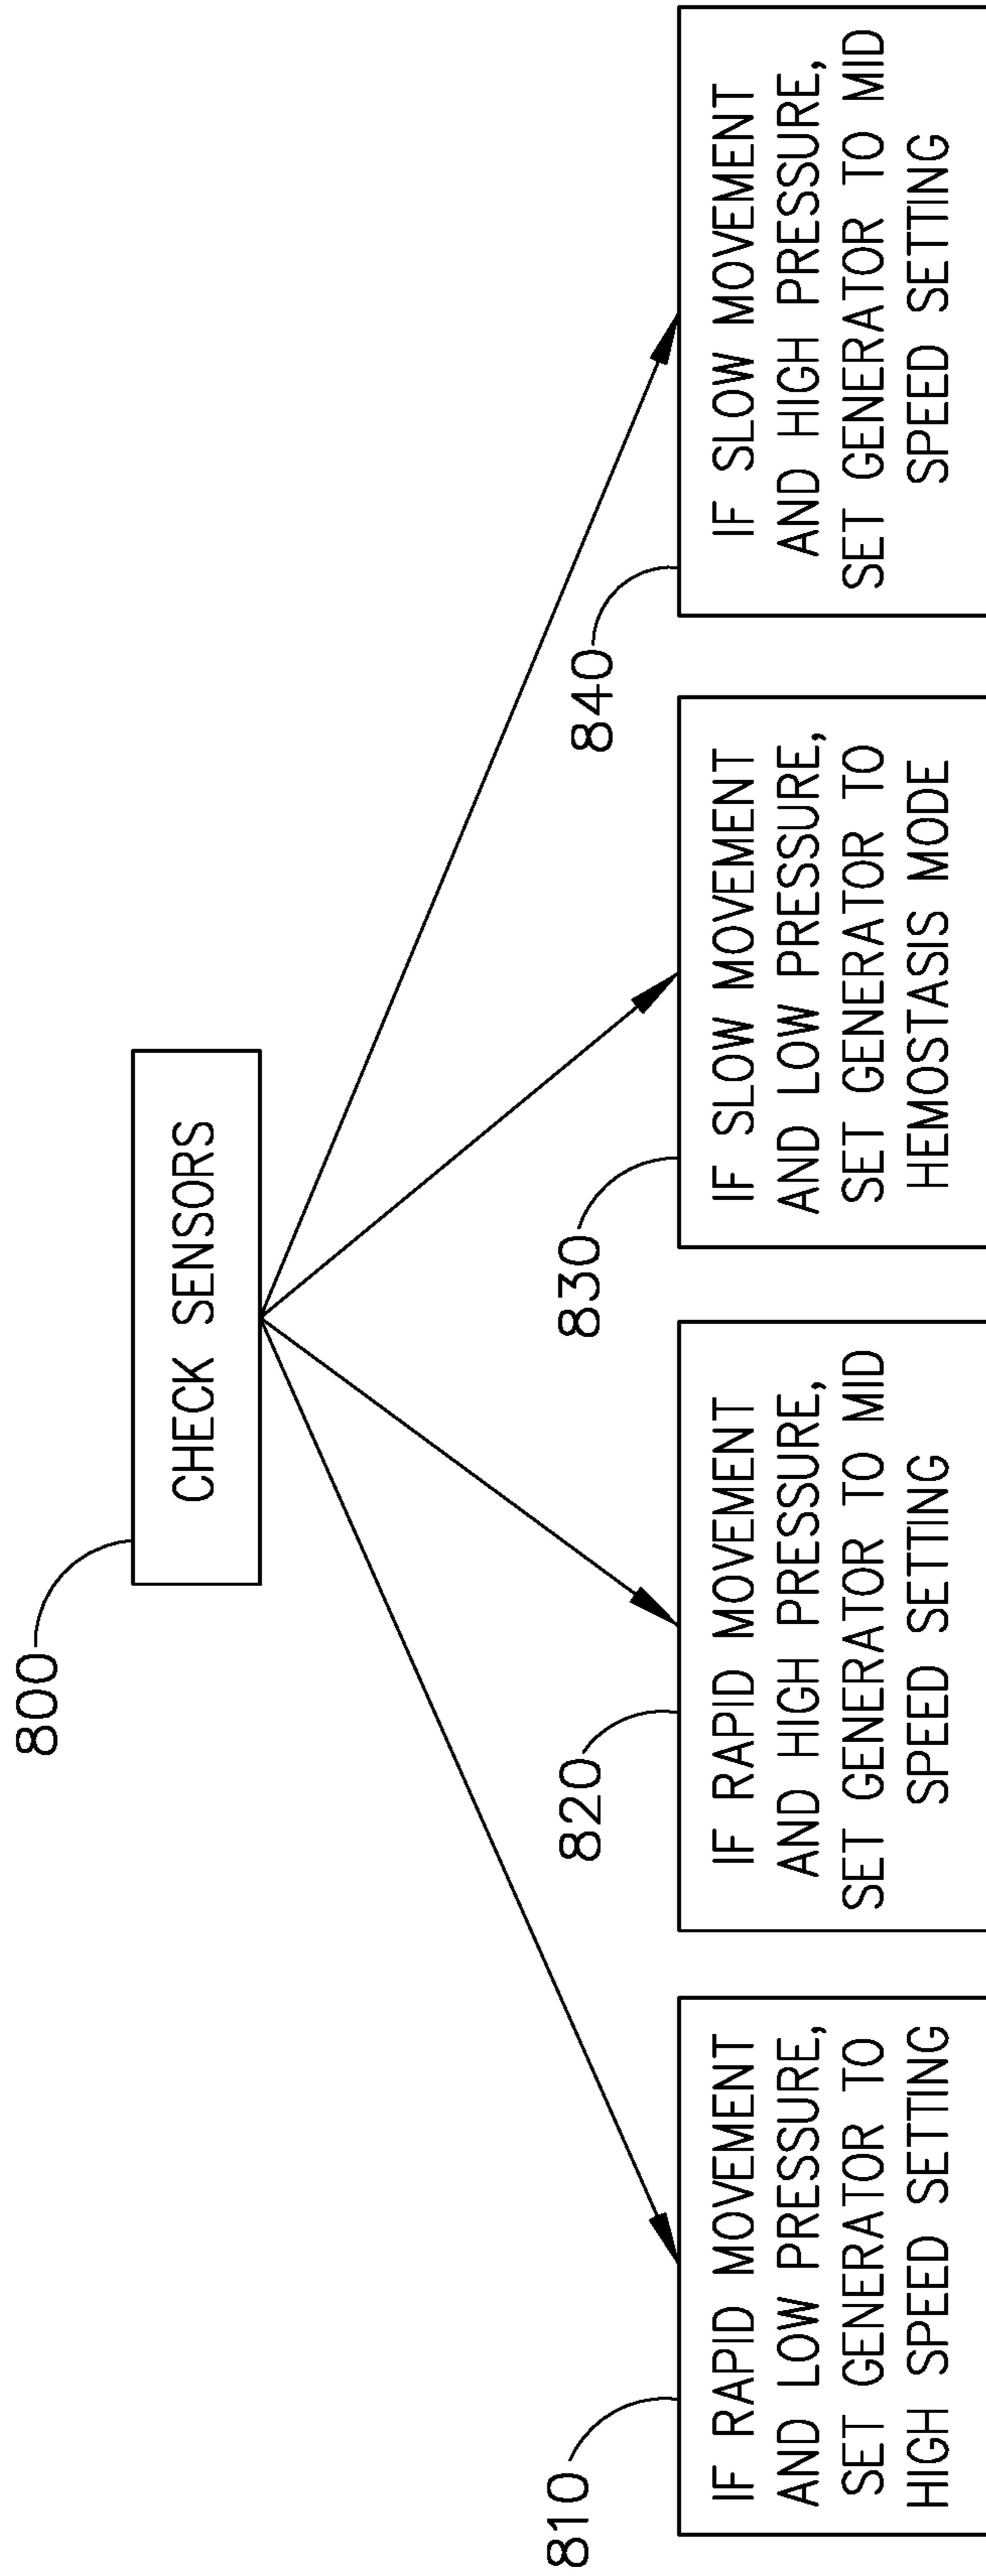 800
CHECK SENSORS
810
IF RAPID MOVEMENT
AND LOW PRESSURE,
SET GENERATOR TO
HIGH SPEED SETTING
820
IF RAPID MOVEMENT
AND HIGH PRESSURE,
SET GENERATOR TO MID
SPEED SETTING
830
IF SLOW MOVEMENT
AND LOW PRESSURE,
SET GENERATOR TO
HEMOSTASIS MODE
840
IF SLOW MOVEMENT
AND HIGH PRESSURE,
SET GENERATOR TO MID
SPEED SETTING